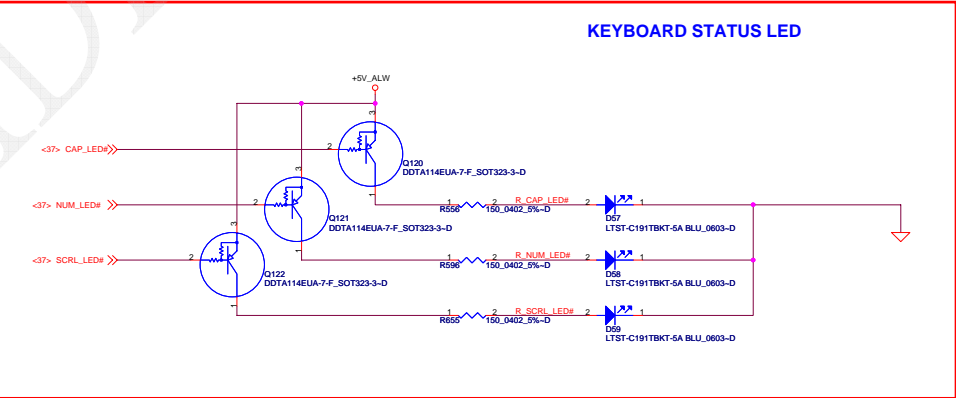 KEYBOARD STATUS LED
+5V_ALW
3
<37> CAP_LED#
2
Q120
DDTA114EUA-7-F_SOT323-3~D
3
1
<37> NUM_LED#
2
1
R556
2
150_0402_5%~D
R_CAP_LED#
2
1
D57
LTST-C191TBKT-5A BLU_0603~D
Q121
DDTA114EUA-7-F_SOT323-3~D
3
1
<37> SCRL_LED#
2
1
R596
2
150_0402_5%~D
R_NUM_LED#
2
1
D58
LTST-C191TBKT-5A BLU_0603~D
Q122
DDTA114EUA-7-F_SOT323-3~D
1
1
R655
2
150_0402_5%~D
R_SCRL_LED#
2
1
D59
LTST-C191TBKT-5A BLU_0603~D